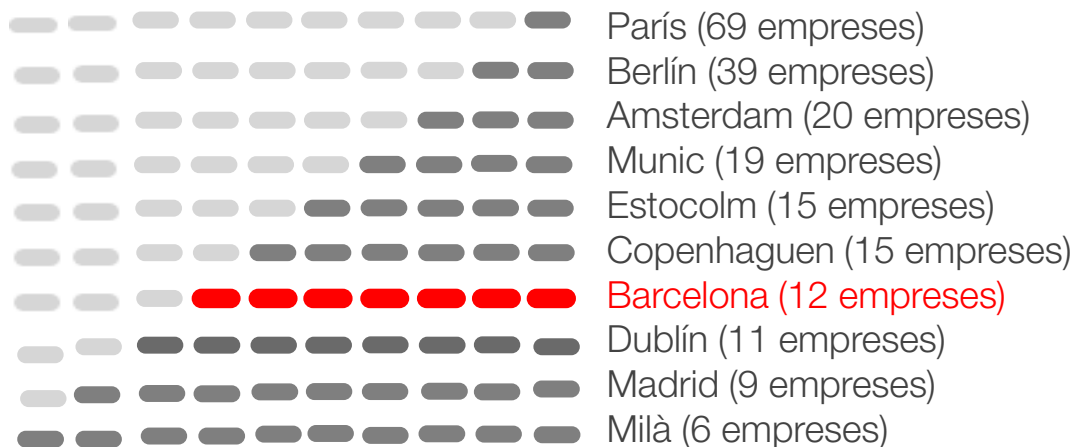 París (69 empreses)
Berlín (39 empreses)
Amsterdam (20 empreses)
Munic (19 empreses)
Estocolm (15 empreses)
Copenhaguen (15 empreses)
Barcelona (12 empreses)
Dublín (11 empreses)
Madrid (9 empreses)
Milà (6 empreses)